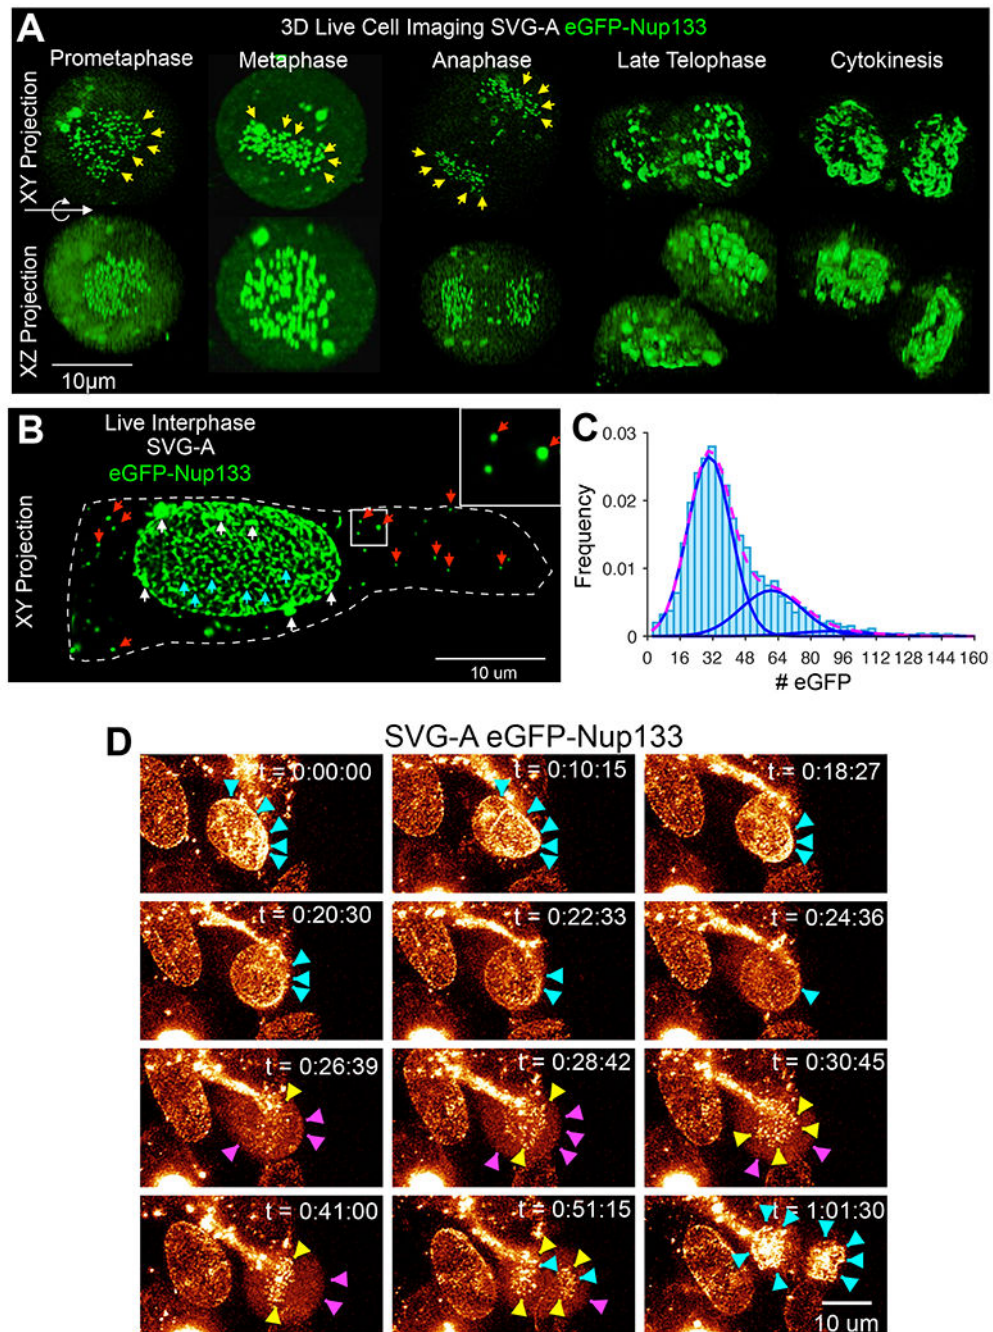 A
3D Live Cell Imaging SVG-A eGFP-Nup133
Prometaphase Metaphase Anaphase Late Telophase Cytokinesis
XY Projection
XZ Projection
10µm
B
Live Interphase
SVG-A
eGFP-Nup133
XY Projection
10 um
C
Frequency
0.03
0.02
0.01
0
0 16 32 48 64 80 96 112 128 144 160
# eGFP
D
SVG-A eGFP-Nup133
t = 0:00:00 t = 0:10:15 t = 0:18:27
t = 0:20:30 t = 0:22:33 t = 0:24:36
t = 0:26:39 t = 0:28:42 t = 0:30:45
t = 0:41:00 t = 0:51:15 t = 1:01:30
10 um